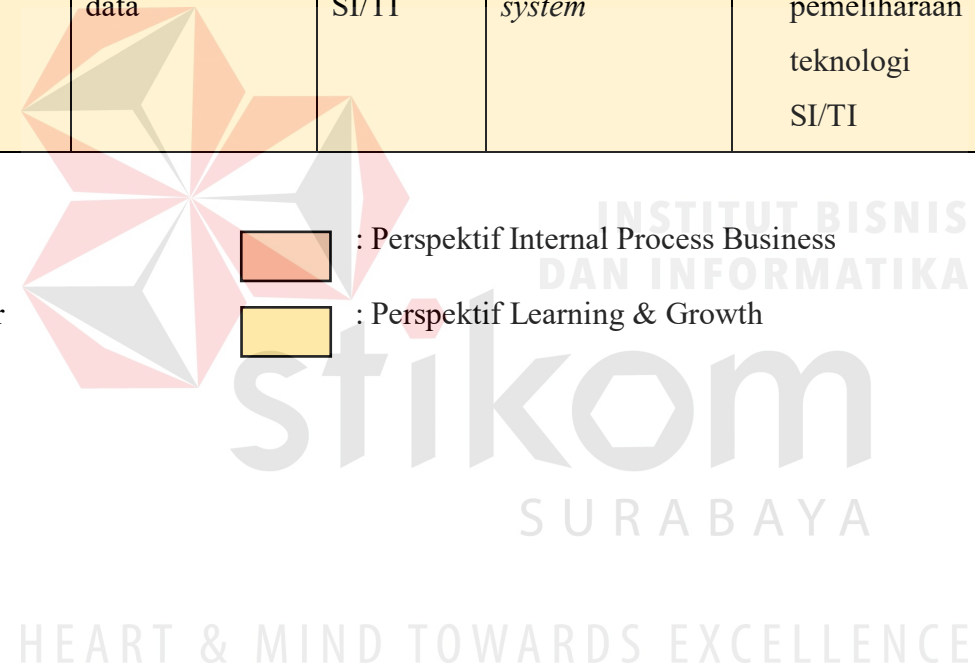 data SI/TI system pemeliharaan
teknologi
SI/TI
INSTITUT BISNIS
: Perspektif Internal Process Business
DAN INFORMATIKA
r : Perspektif Learning & Growth
stikom
SURABAYA
HEART & MIND TOWARDS EXCELLENCE